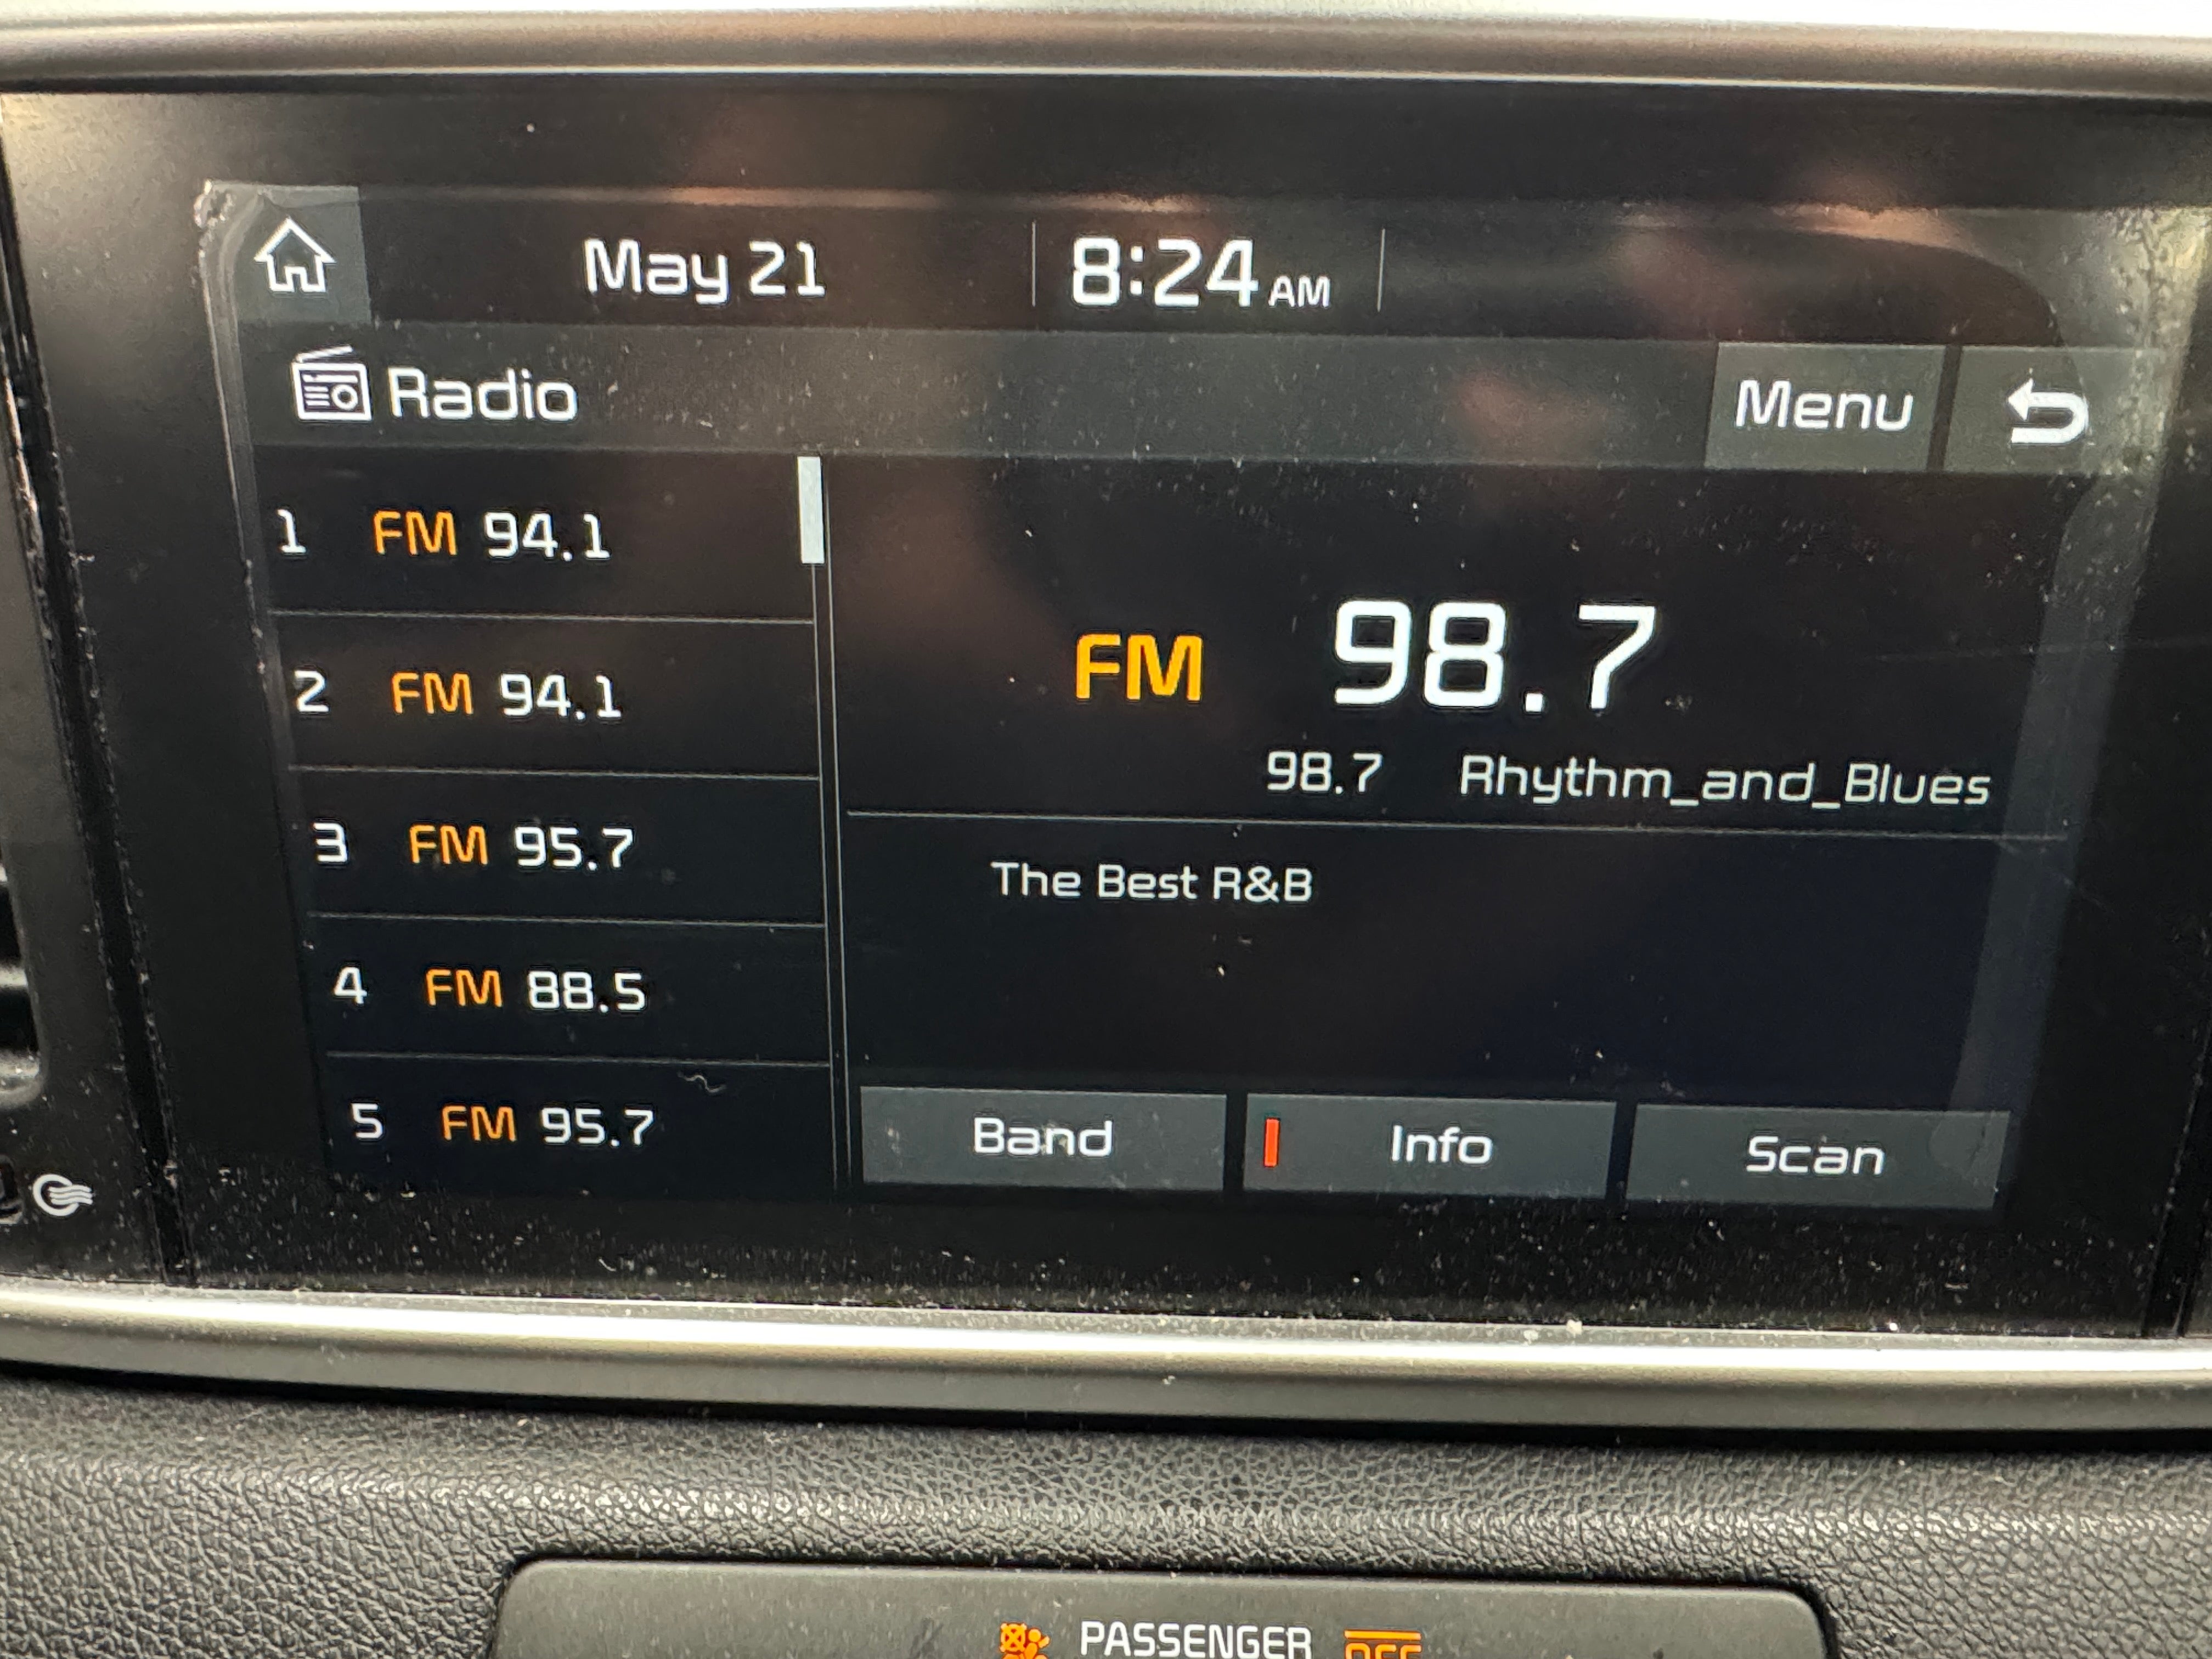 May 21 8:24 AM
Radio Menu
1 FM 94.1
2 FM 94.1
3 FM 95.7
4 FM 88.5
5 FM 95.7
FM 98.7
98.7 Rhythm_and_Blues
The Best R&B
Band Info Scan
PASSENGER OFF